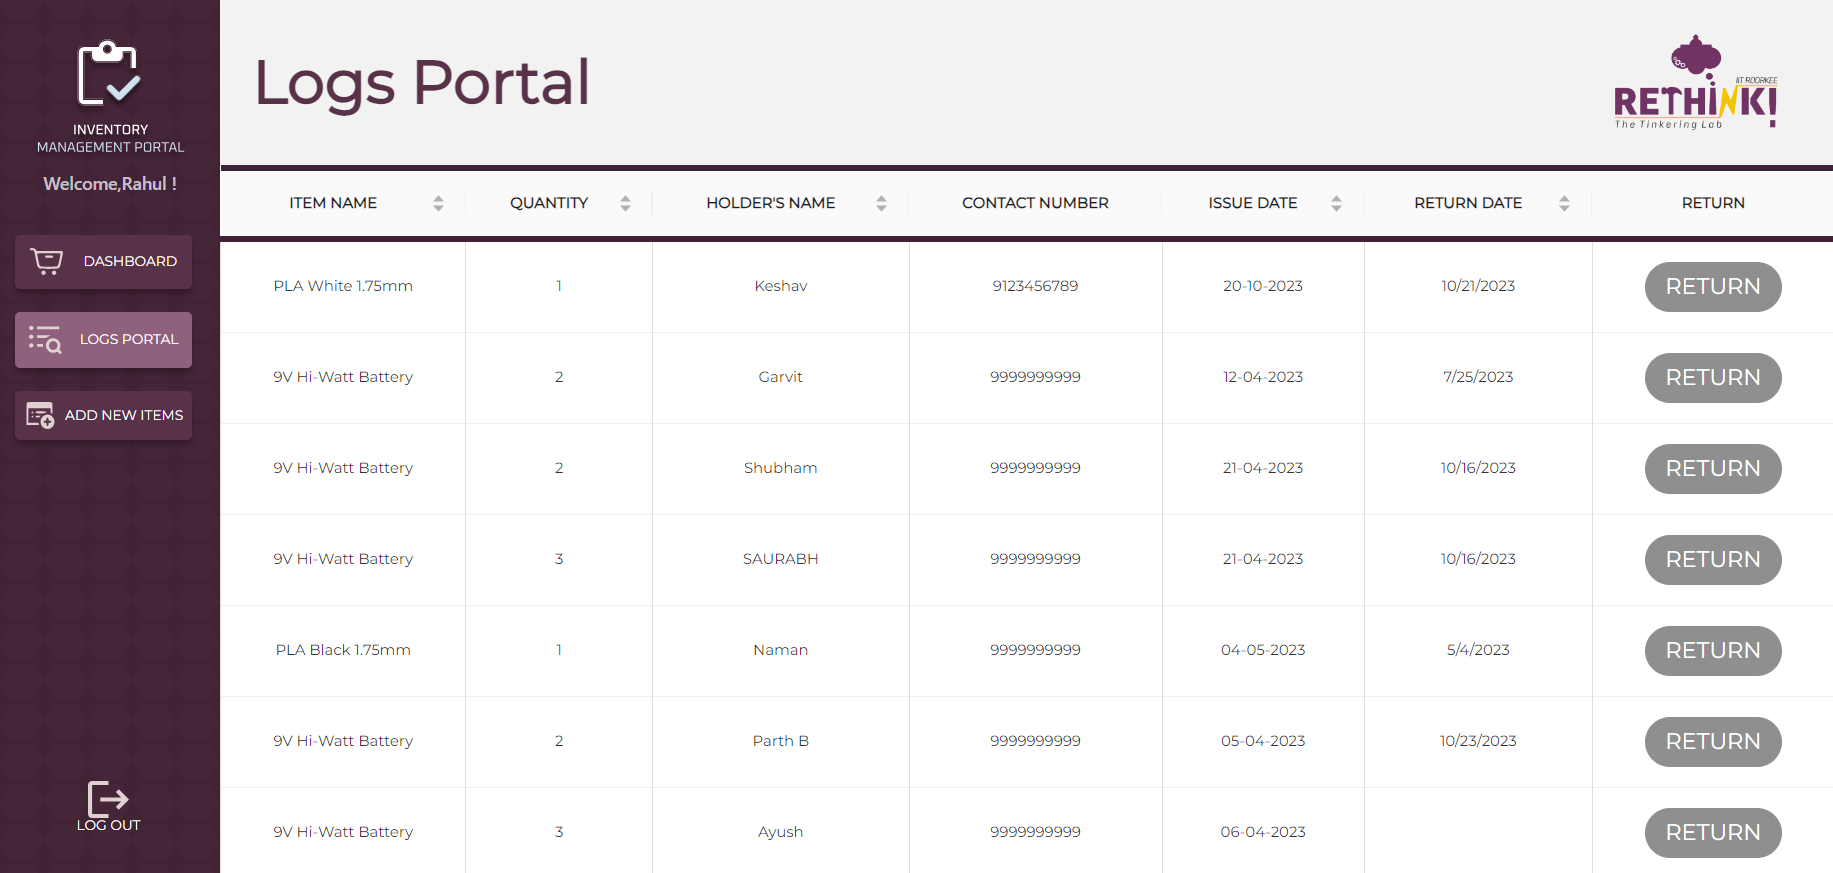 INVENTORY
MANAGEMENT PORTAL
Welcome,Rahul !
DASHBOARD
LOGS PORTAL
ADD NEW ITEMS
LOG OUT
Logs Portal
IIT ROORKEE
RETHiNK!
The Tinkering Lab
ITEM NAME QUANTITY HOLDER'S NAME CONTACT NUMBER ISSUE DATE RETURN DATE RETURN
PLA White 1.75mm 1 Keshav 9123456789 20-10-2023 10/21/2023 RETURN
9V Hi-Watt Battery 2 Garvit 9999999999 12-04-2023 7/25/2023 RETURN
9V Hi-Watt Battery 2 Shubham 9999999999 21-04-2023 10/16/2023 RETURN
9V Hi-Watt Battery 3 SAURABH 9999999999 21-04-2023 10/16/2023 RETURN
PLA Black 1.75mm 1 Naman 9999999999 04-05-2023 5/4/2023 RETURN
9V Hi-Watt Battery 2 Parth B 9999999999 05-04-2023 10/23/2023 RETURN
9V Hi-Watt Battery 3 Ayush 9999999999 06-04-2023 RETURN